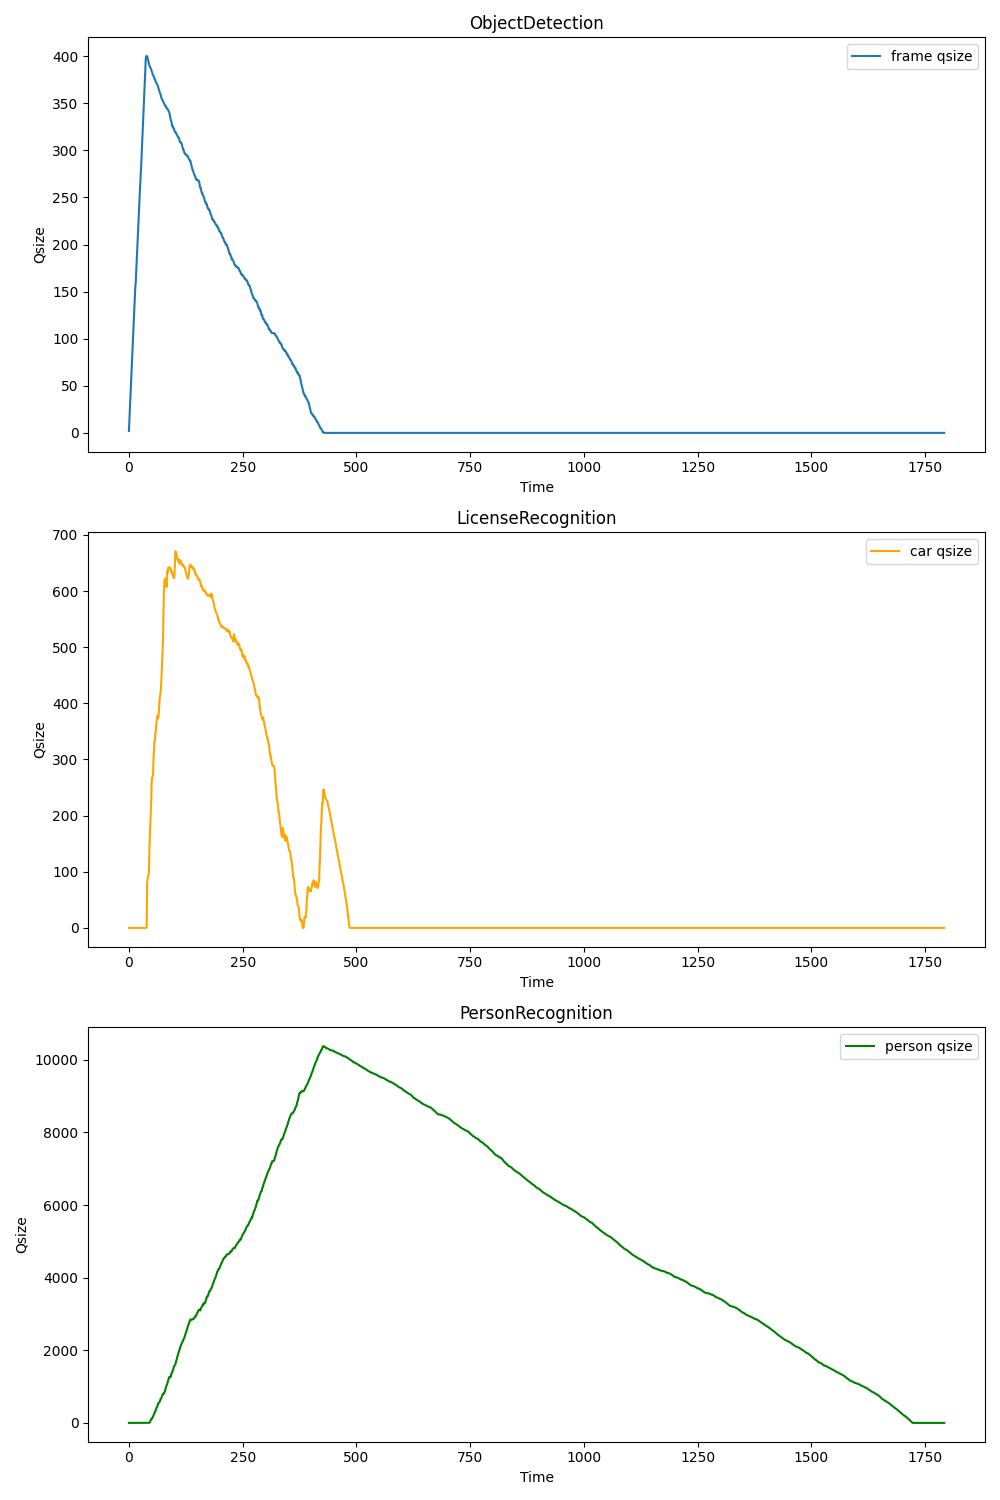 ObjectDetection
frame qsize
400
350
300
250
200
150
100
50
0
Qsize
0 250 500 750 1000 1250 1500 1750
Time
LicenseRecognition
car qsize
700
600
500
400
300
200
100
0
Qsize
0 250 500 750 1000 1250 1500 1750
Time
PersonRecognition
person qsize
10000
8000
6000
4000
2000
0
Qsize
0 250 500 750 1000 1250 1500 1750
Time